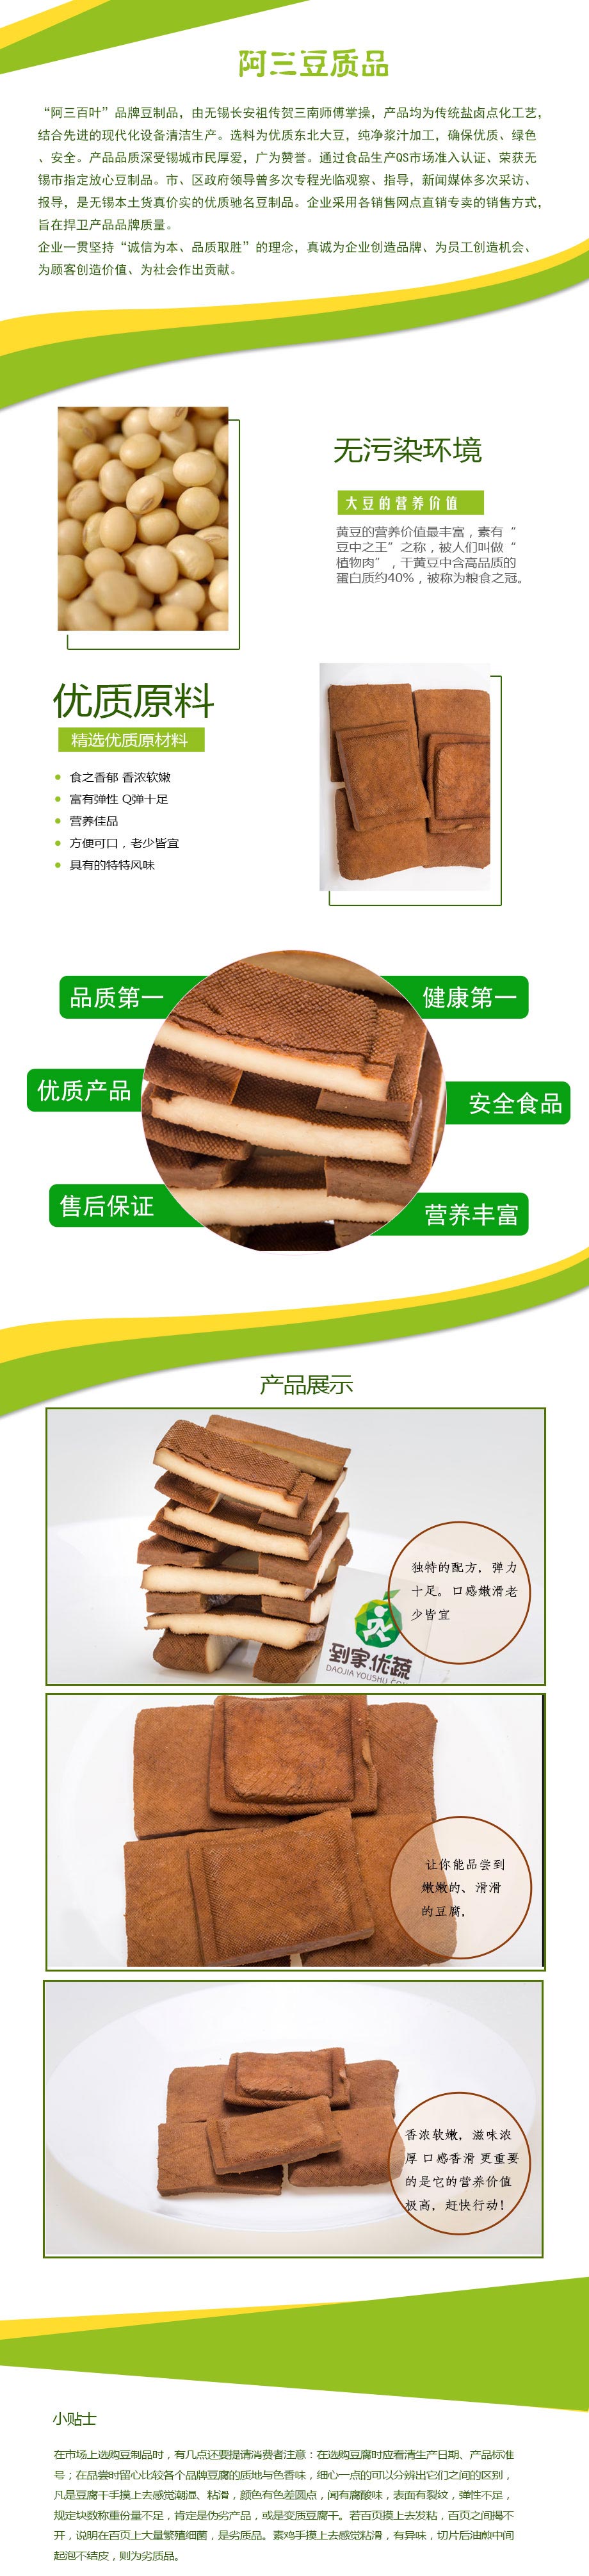 阿三豆质品
“阿三百叶”品牌豆制品，由无锡长安祖传贺三南师傅掌操，产品均为传统盐卤点化工艺，
结合先进的现代化设备清洁生产。选料为优质东北大豆，纯净浆汁加工，确保优质、绿色
、安全。产品品质深受锡城市民厚爱，广为赞誉。通过食品生产QS市场准入认证、荣获无
锡市指定放心豆制品。市、区政府领导曾多次专程光临观察、指导，新闻媒体多次采访、
报导，是无锡本土货真价实的优质驰名豆制品。企业采用各销售网点直销专卖的销售方式，
旨在捍卫产品品牌质量。
企业一贯坚持“诚信为本、品质取胜”的理念，真诚为企业创造品牌、为员工创造机会、
为顾客创造价值、为社会作出贡献。
无污染环境
大豆的营养价值
黄豆的营养价值最丰富，素有“
豆中之王”之称，被人们叫做“
植物肉”，干黄豆中含高品质的
蛋白质约40%，被称为粮食之冠。
优质原料
精选优质原材料
食之香郁 香浓软嫩
富有弹性 Q弹十足
营养佳品
方便可口，老少皆宜
具有的特特风味
品质第一
健康第一
优质产品
安全食品
售后保证
营养丰富
产品展示
独特的配方，弹力
十足。口感嫩滑老
少皆宜
到家优蔬
DAOJIA YOUSHU.COM
让你能品尝到
嫩嫩的、滑滑
的豆腐，
香浓软嫩，滋味浓
厚 口感香滑 更重要
的是它的营养价值
极高，赶快行动！
小贴士
在市场上选购豆制品时，有几点还要提请消费者注意：在选购豆腐时应看清生产日期、产品标准
号；在品尝时留心比较各个品牌豆腐的质地与色香味，细心一点的可以分辨出它们之间的区别，
凡是豆腐干手摸上去感觉潮湿、粘滑，颜色有色差圆点，闻有腐酸味，表面有裂纹，弹性不足，
规定块数称重份量不足，肯定是伪劣产品，或是变质豆腐干。若百页摸上去发粘，百页之间揭不
开，说明在百页上大量繁殖细菌，是劣质品。素鸡手摸上去感觉粘滑，有异味，切片后油煎中间
起泡不结皮，则为劣质品。